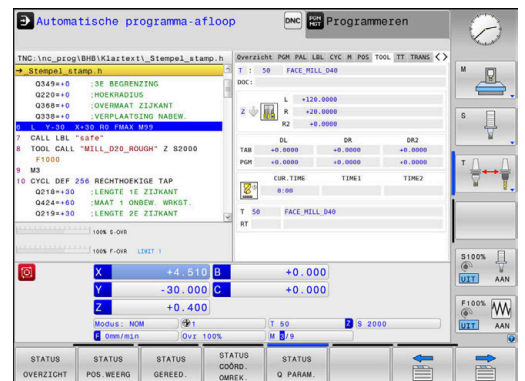 Automatische programma-afloop
DNC
PGM MGT
Programmeren
TNC:\nc_prog\BHB\Klartext\_Stempel_stamp.h
→_Stempel_stamp.h
Q349=+0 ;3E BEGRENZING
Q220=+0 ;HOEKRADIUS
Q368=+0 ;OVERMAAT ZIJKANT
Q338=+0 ;VERPLAATSING NABEW.
6 L Y-30 X+30 R0 FMAX M99
7 CALL LBL "safe"
8 TOOL CALL "MILL_D20_ROUGH" Z S2000
F1000
9 M3
10 CYCL DEF 256 RECHTHOEKIGE TAP
Q218=+30 ;LENGTE 1E ZIJKANT
Q424=+60 ;MAAT 1 ONBEW. WRKST.
Q219=+30 ;LENGTE 2E ZIJKANT
100% S-OVR
100% F-OVR LIMIT 1
Overzicht PGM PAL LBL CYC M POS TOOL TT TRANS
T : 50 FACE_MILL_D40
DOC:
Z L +120.0000
R +20.0000
R2 +0.0000
DL DR DR2
TAB +0.0000 +0.0000 +0.0000
PGM +0.0000 +0.0000 +0.0000
CUR.TIME TIME1 TIME2
0:00
T 50 FACE_MILL_D40
RT
X +4.510 B +0.000
Y -30.000 C +0.000
Z +0.400
Modus: NOM 1 T 50 Z S 2000
F 0mm/min Ovr 100% M 5/9
M
S
T
S100%
UIT AAN
F100%
UIT AAN
STATUS OVERZICHT
STATUS POS.WEERG
STATUS GEREED.
STATUS COÖRD. OMREK.
STATUS Q PARAM.